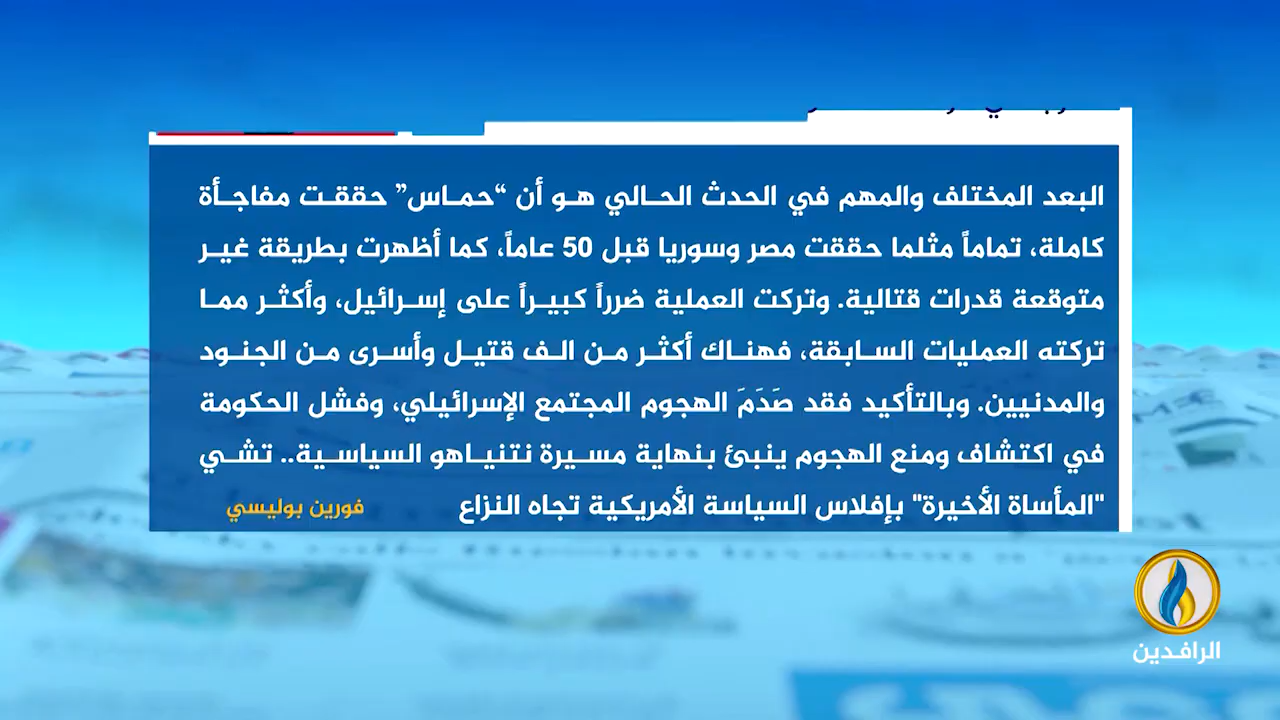 البعد المختلف والمهم في الحدث الحالي هو أن “حماس” حققت مفاجأة
كاملة، تماماً مثلما حققت مصر وسوريا قبل 50 عاماً، كما أظهرت بطريقة غير
متوقعة قدرات قتالية. وتركت العملية ضرراً كبيراً على إسرائيل، وأكثر مما
تركته العمليات السابقة، فهناك أكثر من الف قتيل وأسرى من الجنود
والمدنيين. وبالتأكيد فقد صَدَمَ الهجوم المجتمع الإسرائيلي، وفشل الحكومة
في اكتشاف ومنع الهجوم ينبئ بنهاية مسيرة نتنياهو السياسية.. تشي
"المأساة الأخيرة" بإفلاس السياسة الأمريكية تجاه النزاع
فورين بوليسي
الرافدين